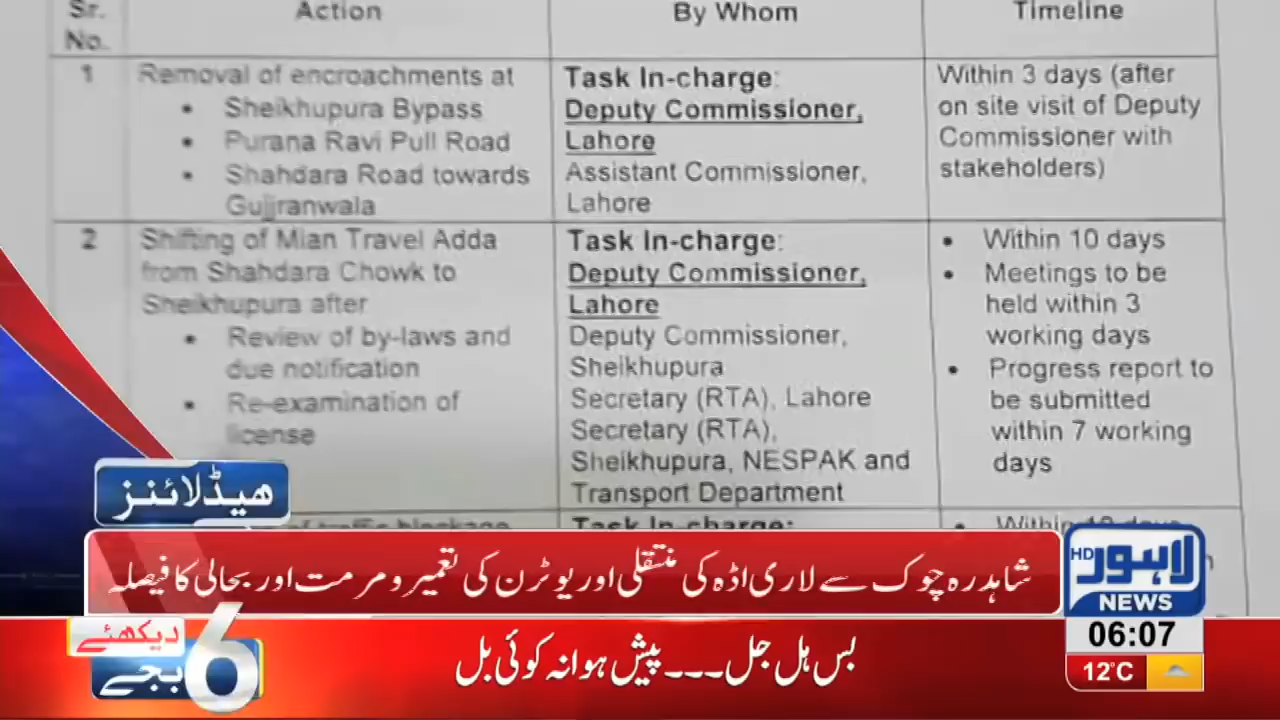 Sr. No. Action By Whom Timeline
1
Removal of encroachments at
• Sheikhupura Bypass
• Purana Ravi Pull Road
• Shahdara Road towards
Gujjranwala
Task In-charge:
Deputy Commissioner,
Lahore
Assistant Commissioner,
Lahore
Within 3 days (after
on site visit of Deputy
Commissioner with
stakeholders)
2
Shifting of Mian Travel Adda
from Shahdara Chowk to
Sheikhupura after
• Review of by-laws and
due notification
• Re-examination of
license
Task In-charge:
Deputy Commissioner,
Lahore
Deputy Commissioner,
Sheikhupura
Secretary (RTA), Lahore
Secretary (RTA),
Sheikhupura, NESPAK and
Transport Department
• Within 10 days
• Meetings to be
held within 3
working days
• Progress report to
be submitted
within 7 working
days
of traffic blockage
Task In-charge:
• Within 10 days
ہیڈلائنز
شاہدرہ چوک سے لاری اڈہ کی منتقلی اور یوٹرن کی تعمیر و مرمت اور بحالی کا فیصلہ
دیکھئے
6 بجے
بس ہل جل ۔۔۔ پیش ہوا نہ کوئی بل
HD لاہور
NEWS
06:07
12°C